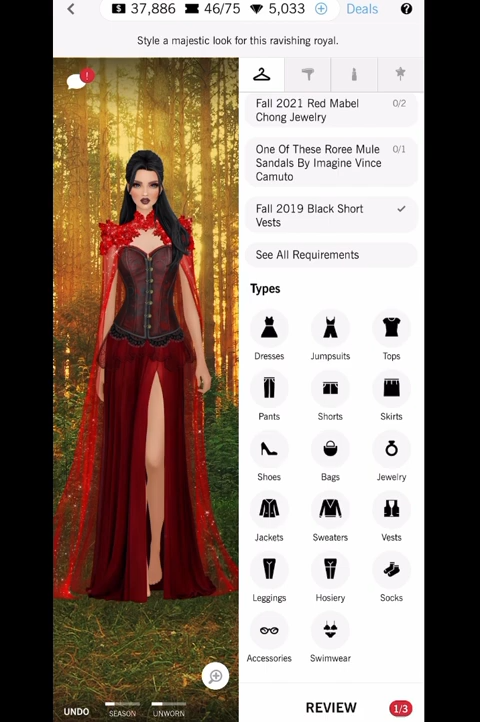 37,886 46/75 5,033 Deals
Style a majestic look for this ravishing royal.
!
Fall 2021 Red Mabel
Chong Jewelry
0/2
One Of These Roree Mule
Sandals By Imagine Vince
Camuto
0/1
Fall 2019 Black Short
Vests
See All Requirements
Types
Dresses Jumpsuits Tops
Pants Shorts Skirts
Shoes Bags Jewelry
Jackets Sweaters Vests
Leggings Hosiery Socks
Accessories Swimwear
UNDO SEASON UNWORN REVIEW 1/3